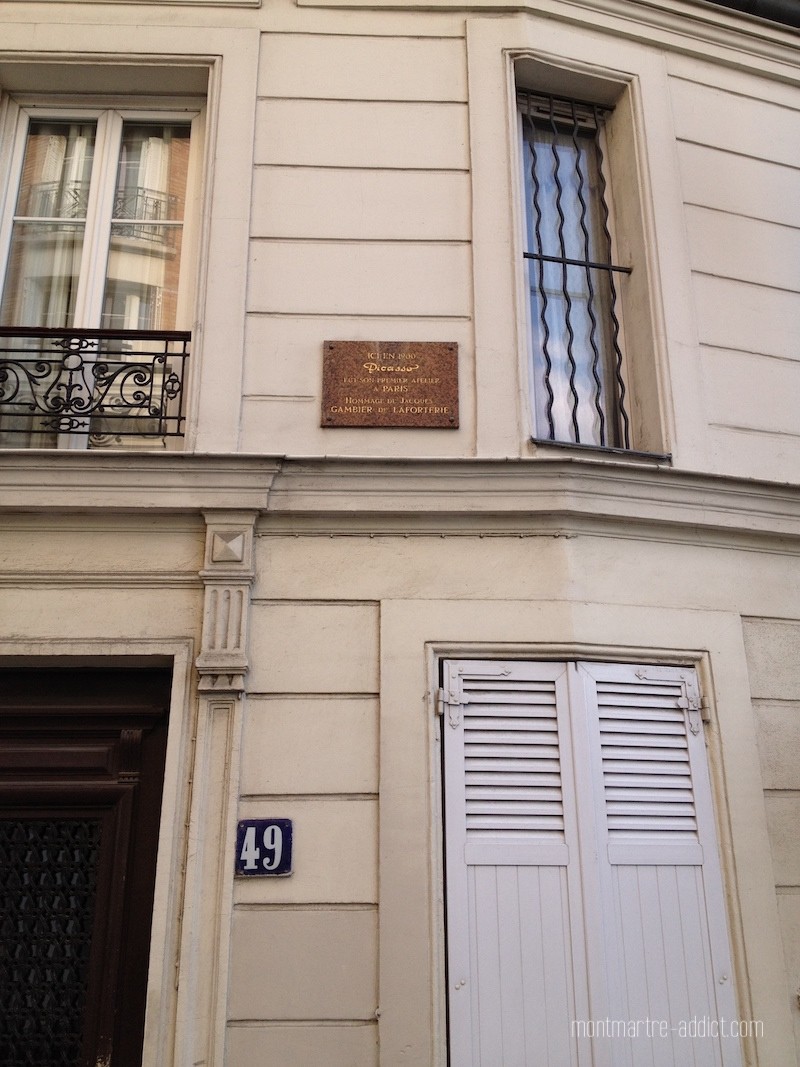 ICI EN 1900
Picasso
EUT SON PREMIER ATELIER
A PARIS
HOMMAGE DE JACQUES
GAMBIER DE LAFORTERIE
49
montmartre-addict.com